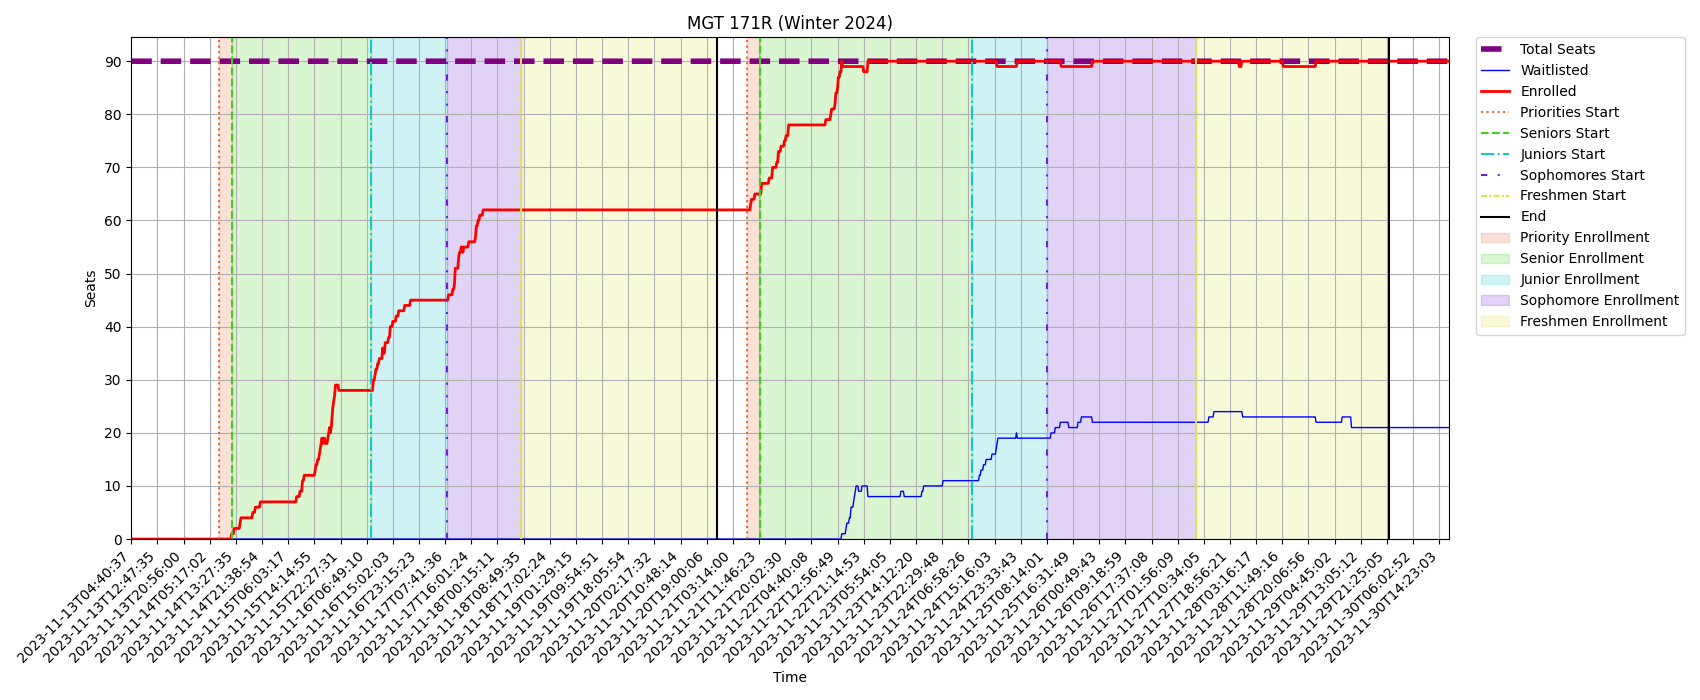 MGT 171R (Winter 2024)
Seats
90
80
70
60
50
40
30
20
10
0
2023-11-13T04:40:37
2023-11-13T12:47:35
2023-11-13T20:56:00
2023-11-14T05:17:02
2023-11-14T13:27:35
2023-11-14T21:38:54
2023-11-15T06:03:17
2023-11-15T14:14:55
2023-11-15T22:27:31
2023-11-16T06:49:10
2023-11-16T15:02:03
2023-11-16T23:15:23
2023-11-17T07:41:36
2023-11-17T16:01:24
2023-11-18T00:15:11
2023-11-18T08:49:35
2023-11-18T17:02:24
2023-11-19T01:29:15
2023-11-19T09:54:51
2023-11-19T18:05:54
2023-11-20T02:17:32
2023-11-20T10:48:14
2023-11-20T19:00:06
2023-11-21T03:14:00
2023-11-21T11:46:23
2023-11-21T20:02:30
2023-11-22T04:40:08
2023-11-22T12:56:49
2023-11-22T21:14:53
2023-11-23T05:54:05
2023-11-23T14:12:20
2023-11-23T22:29:48
2023-11-24T06:58:26
2023-11-24T15:16:03
2023-11-24T23:33:43
2023-11-25T08:14:01
2023-11-25T16:31:49
2023-11-26T00:49:43
2023-11-26T09:18:59
2023-11-26T17:37:08
2023-11-27T01:56:09
2023-11-27T10:34:05
2023-11-27T18:56:21
2023-11-28T03:16:17
2023-11-28T11:49:16
2023-11-28T20:06:56
2023-11-29T04:45:02
2023-11-29T13:05:12
2023-11-29T21:25:05
2023-11-30T06:02:52
2023-11-30T14:23:03
Time
Total Seats
Waitlisted
Enrolled
Priorities Start
Seniors Start
Juniors Start
Sophomores Start
Freshmen Start
End
Priority Enrollment
Senior Enrollment
Junior Enrollment
Sophomore Enrollment
Freshmen Enrollment